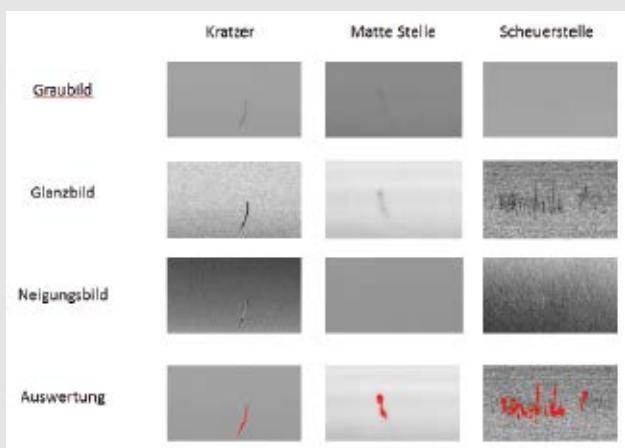 Kratzer Matte Stelle Scheuerstelle
Graubild
Glanzbild
Neigungsbild
Auswertung